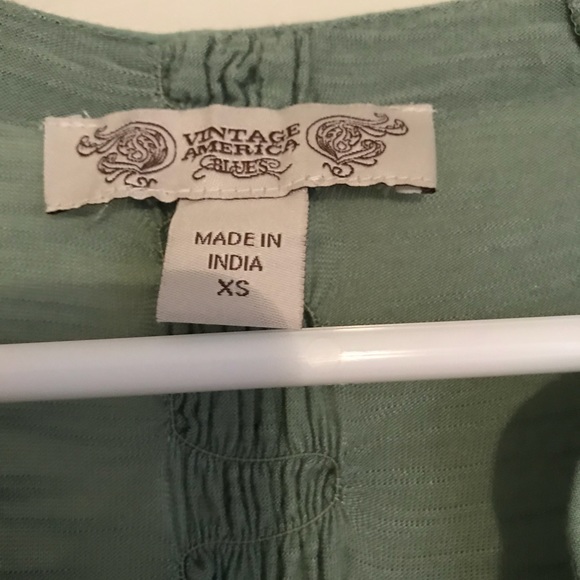 VINTAGE
AMERICA
BLUES
MADE IN
INDIA
XS